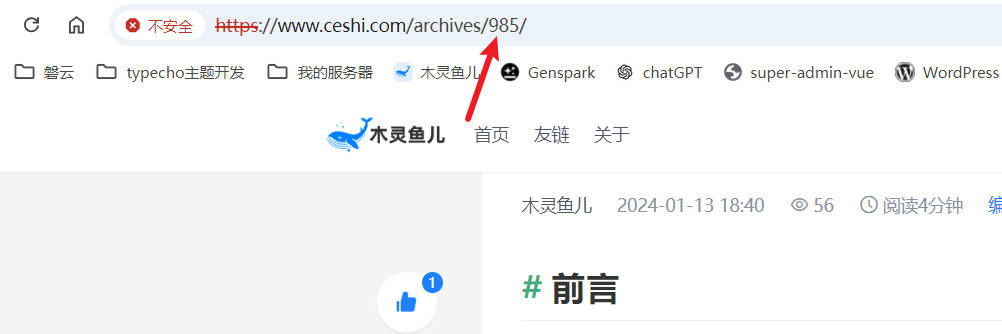 不安全 https://www.ceshi.com/archives/985/
磐云 typecho主题开发 我的服务器 木灵鱼儿 Genspark chatGPT super-admin-vue WordPress
木灵鱼儿 首页 友链 关于
木灵鱼儿 2024-01-13 18:40 56 阅读4分钟 编
1
# 前言